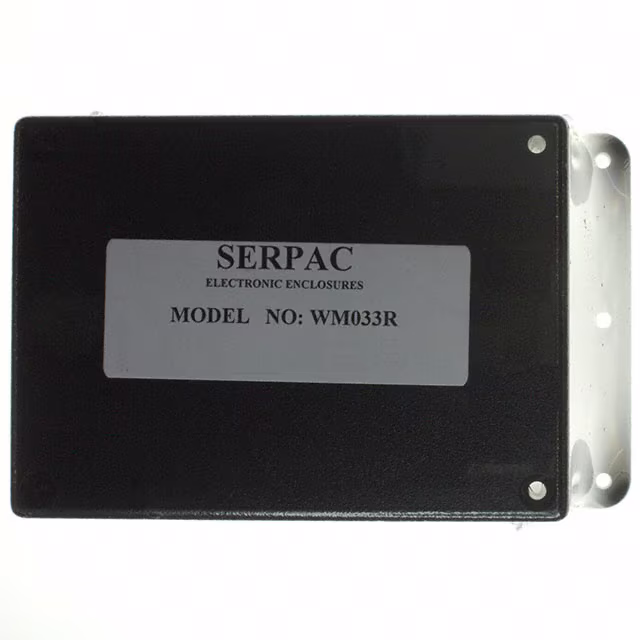 SERPAC
ELECTRONIC ENCLOSURES
MODEL NO: WM033R